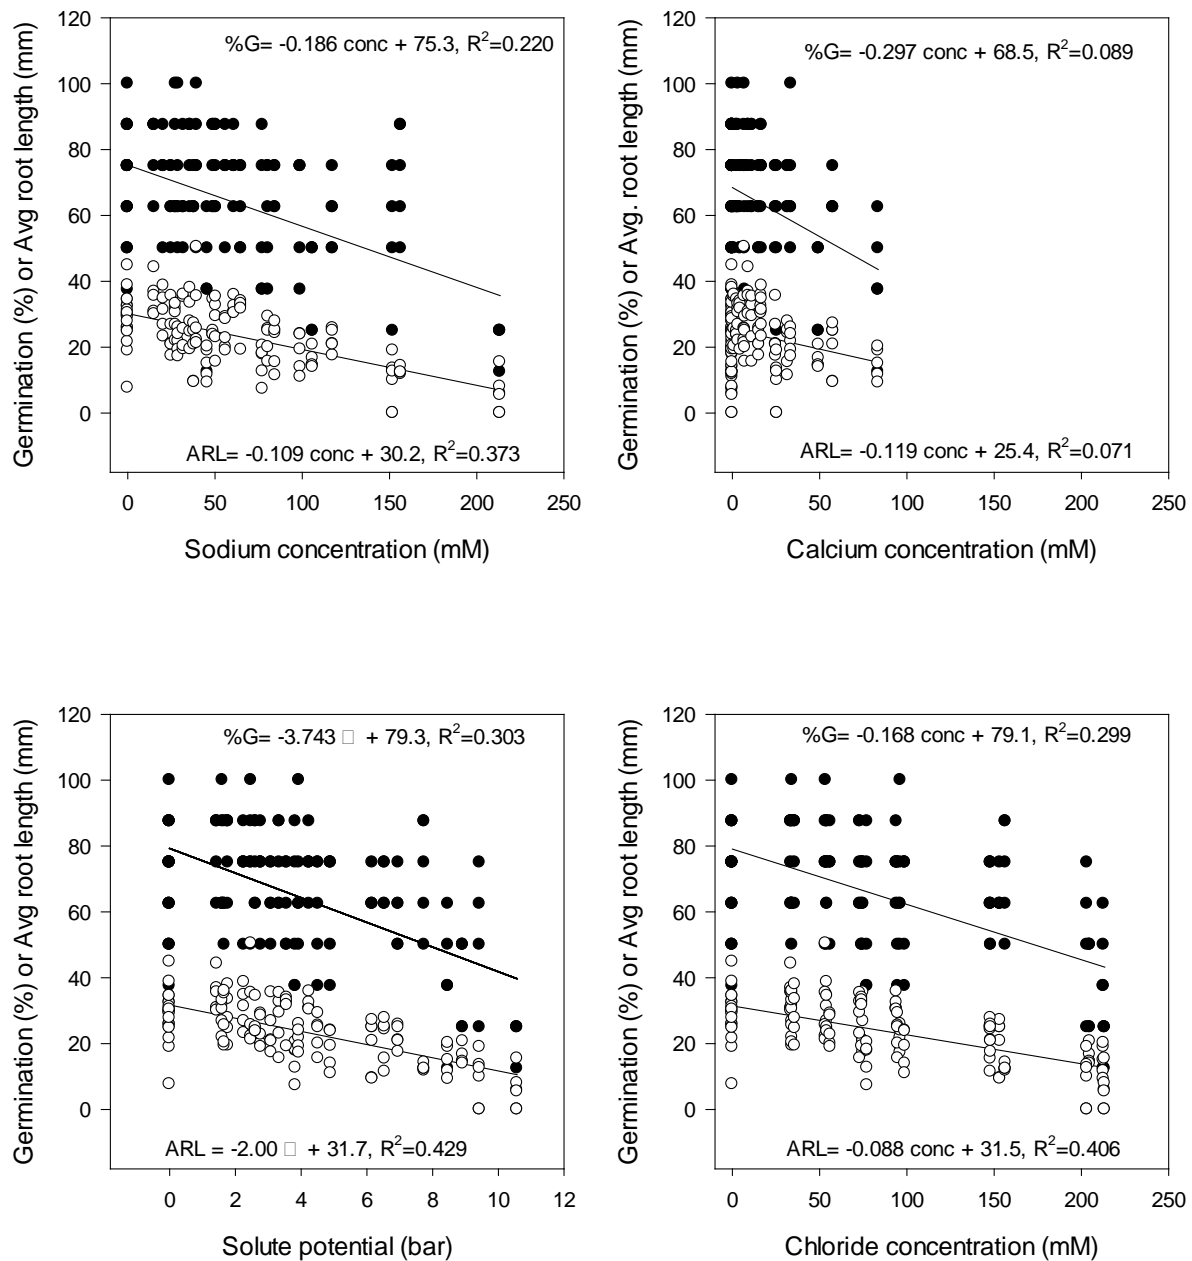 %G= -0.186 conc + 75.3, R²=0.220
Germination (%) or Avg root length (mm)
120
100
80
60
40
20
0
ARL= -0.109 conc + 30.2, R²=0.373
0 50 100 150 200 250
Sodium concentration (mM)
%G= -0.297 conc + 68.5, R²=0.089
Germination (%) or Avg. root length (mm)
120
100
80
60
40
20
0
ARL= -0.119 conc + 25.4, R²=0.071
0 50 100 150 200 250
Calcium concentration (mM)
%G= -3.743 □ + 79.3, R²=0.303
Germination (%) or Avg root length (mm)
120
100
80
60
40
20
0
ARL = -2.00 □ + 31.7, R²=0.429
0 2 4 6 8 10 12
Solute potential (bar)
%G= -0.168 conc + 79.1, R²=0.299
Germination (%) or Avg root length (mm)
120
100
80
60
40
20
0
ARL= -0.088 conc + 31.5, R²=0.406
0 50 100 150 200 250
Chloride concentration (mM)